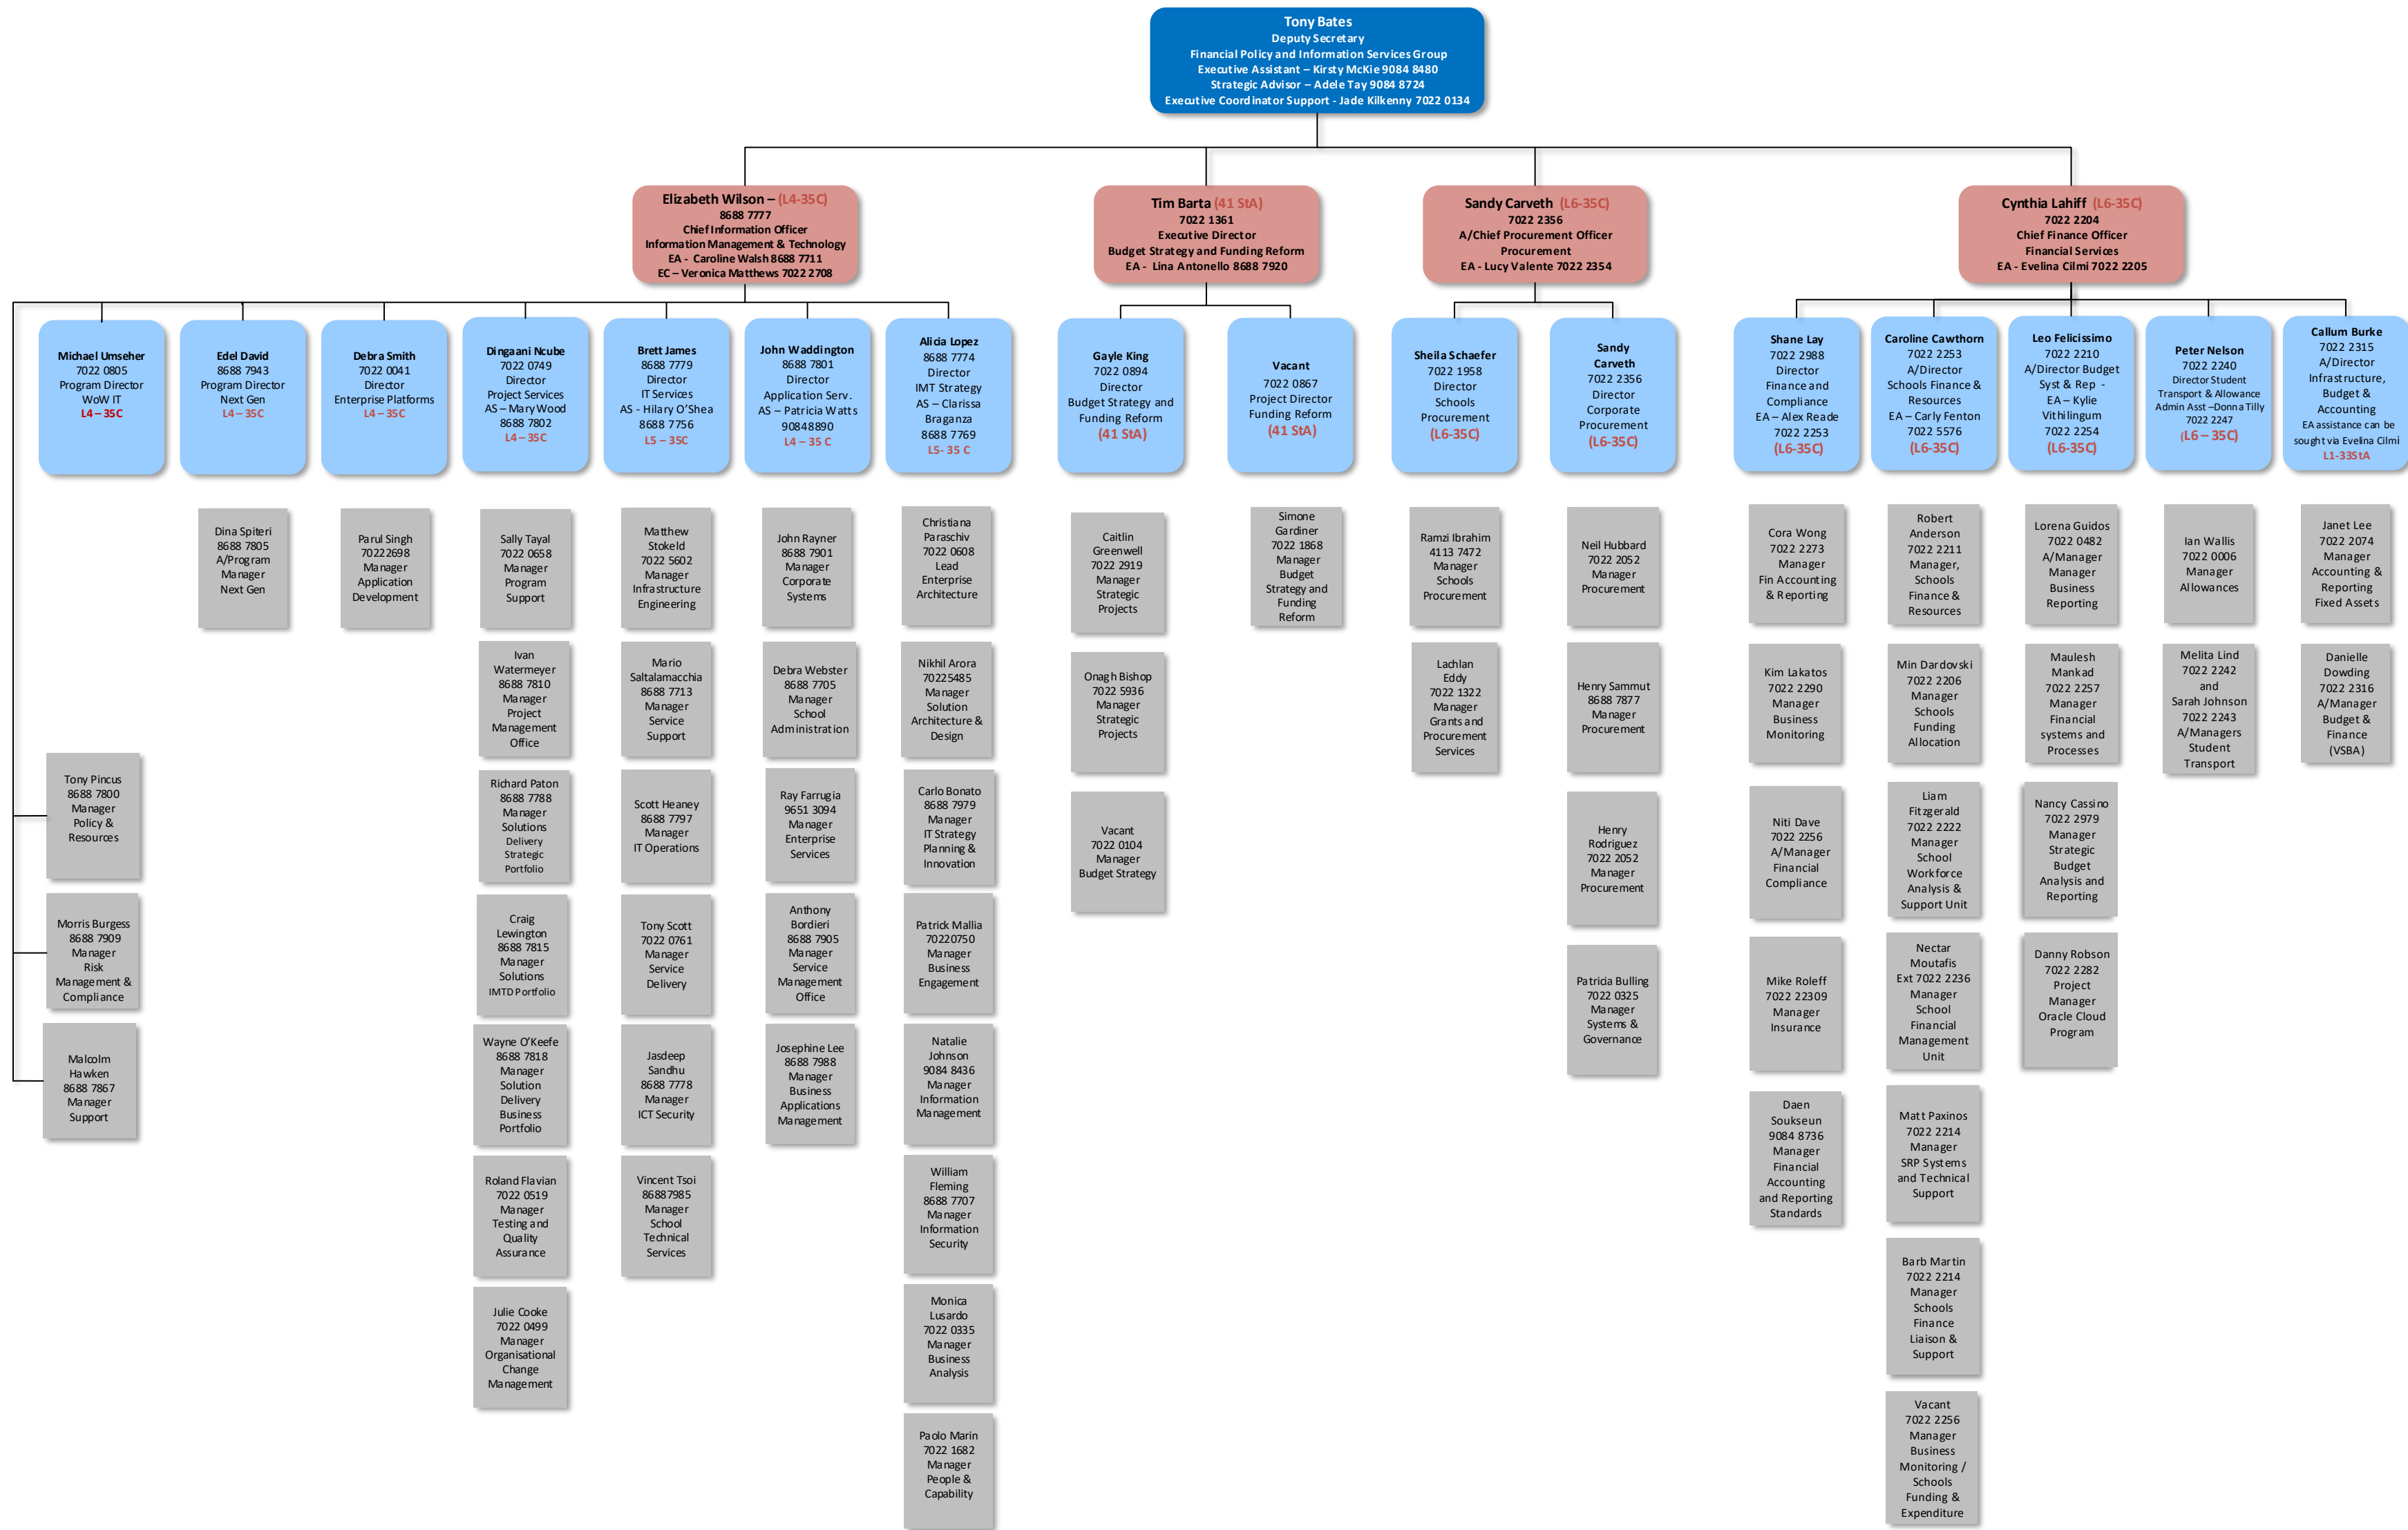 Tony Bates
Deputy Secretary
Financial Policy and Information Services Group
Executive Assistant – Kirsty McKie 9084 8480
Strategic Advisor – Adele Tay 9084 8724
Executive Coordinator Support - Jade Kilkenny 7022 0134
Elizabeth Wilson – (L4-35C)
8688 7777
Chief Information Officer
Information Management & Technology
EA - Caroline Walsh 8688 7711
EC – Veronica Matthews 7022 2708
Tim Barta (41 StA)
7022 1361
Executive Director
Budget Strategy and Funding Reform
EA - Lina Antonello 8688 7920
Sandy Carveth (L6-35C)
7022 2356
A/Chief Procurement Officer
Procurement
EA - Lucy Valente 7022 2354
Cynthia Lahiff (L6-35C)
7022 2204
Chief Finance Officer
Financial Services
EA - Evelina Cilmi 7022 2205
Michael Umseher
7022 0805
Program Director
WoW IT
L4 – 35C
Edel David
8688 7943
Program Director
Next Gen
L4 – 35C
Debra Smith
7022 0041
Director
Enterprise Platforms
L4 – 35C
Dingaani Ncube
7022 0749
Director
Project Services
AS – Mary Wood
8688 7802
L4 – 35C
Brett James
8688 7779
Director
IT Services
AS - Hilary O’Shea
8688 7756
L5 – 35C
John Waddington
8688 7801
Director
Application Serv.
AS – Patricia Watts
90848890
L4 – 35 C
Alicia Lopez
8688 7774
Director
IMT Strategy
AS – Clarissa
Braganza
8688 7769
L5- 35 C
Gayle King
7022 0894
Director
Budget Strategy and
Funding Reform
(41 StA)
Vacant
7022 0867
Project Director
Funding Reform
(41 StA)
Sheila Schaefer
7022 1958
Director
Schools
Procurement
(L6-35C)
Sandy
Carveth
7022 2356
Director
Corporate
Procurement
(L6-35C)
Shane Lay
7022 2988
Director
Finance and
Compliance
EA – Alex Reade
7022 2253
(L6-35C)
Caroline Cawthorn
7022 2253
A/Director
Schools Finance &
Resources
EA – Carly Fenton
7022 5576
(L6-35C)
Leo Felicissimo
7022 2210
A/Director Budget
Syst & Rep -
EA – Kylie
Vithilingum
7022 2254
(L6-35C)
Peter Nelson
7022 2240
Director Student
Transport & Allowance
Admin Asst –Donna Tilly
7022 2247
(L6 – 35C)
Callum Burke
7022 2315
A/Director
Infrastructure,
Budget &
Accounting
EA assistance can be
sought via Evelina Cilmi
L1-33StA
Dina Spiteri
8688 7805
A/Program
Manager
Next Gen
Parul Singh
70222698
Manager
Application
Development
Sally Tayal
7022 0658
Manager
Program
Support
Matthew
Stokeld
7022 5602
Manager
Infrastructure
Engineering
John Rayner
8688 7901
Manager
Corporate
Systems
Christiana
Paraschiv
7022 0608
Lead
Enterprise
Architecture
Caitlin
Greenwell
7022 2919
Manager
Strategic
Projects
Simone
Gardiner
7022 1868
Manager
Budget
Strategy and
Funding
Reform
Ramzi Ibrahim
4113 7472
Manager
Schools
Procurement
Neil Hubbard
7022 2052
Manager
Procurement
Cora Wong
7022 2273
Manager
Fin Accounting
& Reporting
Robert
Anderson
7022 2211
Manager,
Schools
Finance &
Resources
Lorena Guidos
7022 0482
A/Manager
Manager
Business
Reporting
Ian Wallis
7022 0006
Manager
Allowances
Janet Lee
7022 2074
Manager
Accounting &
Reporting
Fixed Assets
Ivan
Watermeyer
8688 7810
Manager
Project
Management
Office
Mario
Saltalamacchia
8688 7713
Manager
Service
Support
Debra Webster
8688 7705
Manager
School
Administration
Nikhil Arora
70225485
Manager
Solution
Architecture &
Design
Onagh Bishop
7022 5936
Manager
Strategic
Projects
Lachlan
Eddy
7022 1322
Manager
Grants and
Procurement
Services
Henry Sammut
8688 7877
Manager
Procurement
Kim Lakatos
7022 2290
Manager
Business
Monitoring
Min Dardovski
7022 2206
Manager
Schools
Funding
Allocation
Maulesh
Mankad
7022 2257
Manager
Financial
systems and
Processes
Melita Lind
7022 2242
and
Sarah Johnson
7022 2243
A/Managers
Student
Transport
Danielle
Dowding
7022 2316
A/Manager
Budget &
Finance
(VSBA)
Tony Pincus
8688 7800
Manager
Policy &
Resources
Richard Paton
8688 7788
Manager
Solutions
Delivery
Strategic
Portfolio
Scott Heaney
8688 7797
Manager
IT Operations
Ray Farrugia
9651 3094
Manager
Enterprise
Services
Carlo Bonato
8688 7979
Manager
IT Strategy
Planning &
Innovation
Vacant
7022 0104
Manager
Budget Strategy
Henry
Rodriguez
7022 2052
Manager
Procurement
Niti Dave
7022 2256
A/Manager
Financial
Compliance
Liam
Fitzgerald
7022 2222
Manager
School
Workforce
Analysis &
Support Unit
Nancy Cassino
7022 2979
Manager
Strategic
Budget
Analysis and
Reporting
Morris Burgess
8688 7909
Manager
Risk
Management &
Compliance
Craig
Lewington
8688 7815
Manager
Solutions
IMTD Portfolio
Tony Scott
7022 0761
Manager
Service
Delivery
Anthony
Bordieri
8688 7905
Manager
Service
Management
Office
Patrick Mallia
70220750
Manager
Business
Engagement
Patricia Bulling
7022 0325
Manager
Systems &
Governance
Mike Roleff
7022 22309
Manager
Insurance
Nectar
Moutafis
Ext 7022 2236
Manager
School
Financial
Management
Unit
Danny Robson
7022 2282
Project
Manager
Oracle Cloud
Program
Malcolm
Hawken
8688 7867
Manager
Support
Wayne O’Keefe
8688 7818
Manager
Solution
Delivery
Business
Portfolio
Jasdeep
Sandhu
8688 7778
Manager
ICT Security
Josephine Lee
8688 7988
Manager
Business
Applications
Management
Natalie
Johnson
9084 8436
Manager
Information
Management
Daen
Soukseun
9084 8736
Manager
Financial
Accounting
and Reporting
Standards
Matt Paxinos
7022 2214
Manager
SRP Systems
and Technical
Support
Roland Flavian
7022 0519
Manager
Testing and
Quality
Assurance
Vincent Tsoi
86887985
Manager
School
Technical
Services
William
Fleming
8688 7707
Manager
Information
Security
Barb Martin
7022 2214
Manager
Schools
Finance
Liaison &
Support
Julie Cooke
7022 0499
Manager
Organisational
Change
Management
Monica
Lusardo
7022 0335
Manager
Business
Analysis
Vacant
7022 2256
Manager
Business
Monitoring /
Schools
Funding &
Expenditure
Paolo Marin
7022 1682
Manager
People &
Capability